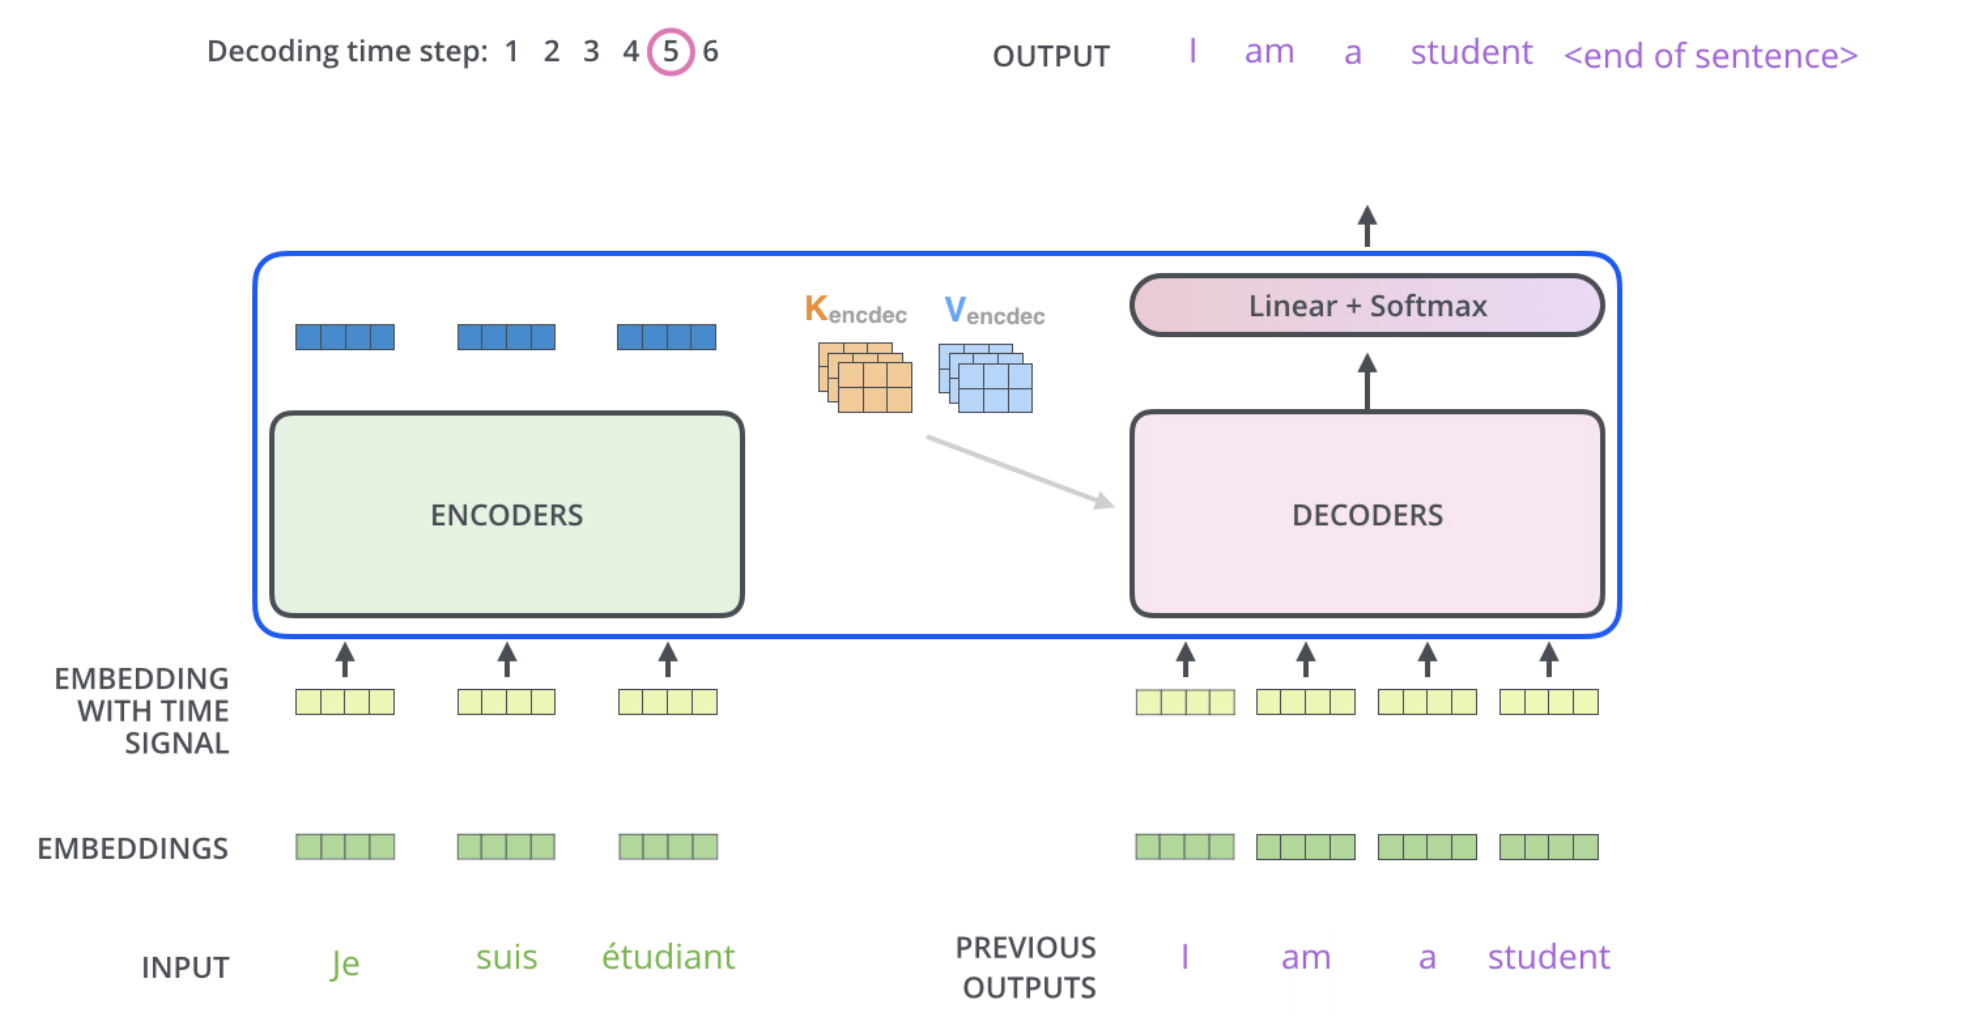 Decoding time step: 1 2 3 4 5 6
OUTPUT I am a student <end of sentence>
Kencdec Vencdec
Linear + Softmax
ENCODERS
DECODERS
EMBEDDING
WITH TIME
SIGNAL
EMBEDDINGS
INPUT Je suis étudiant
PREVIOUS
OUTPUTS
I am a student